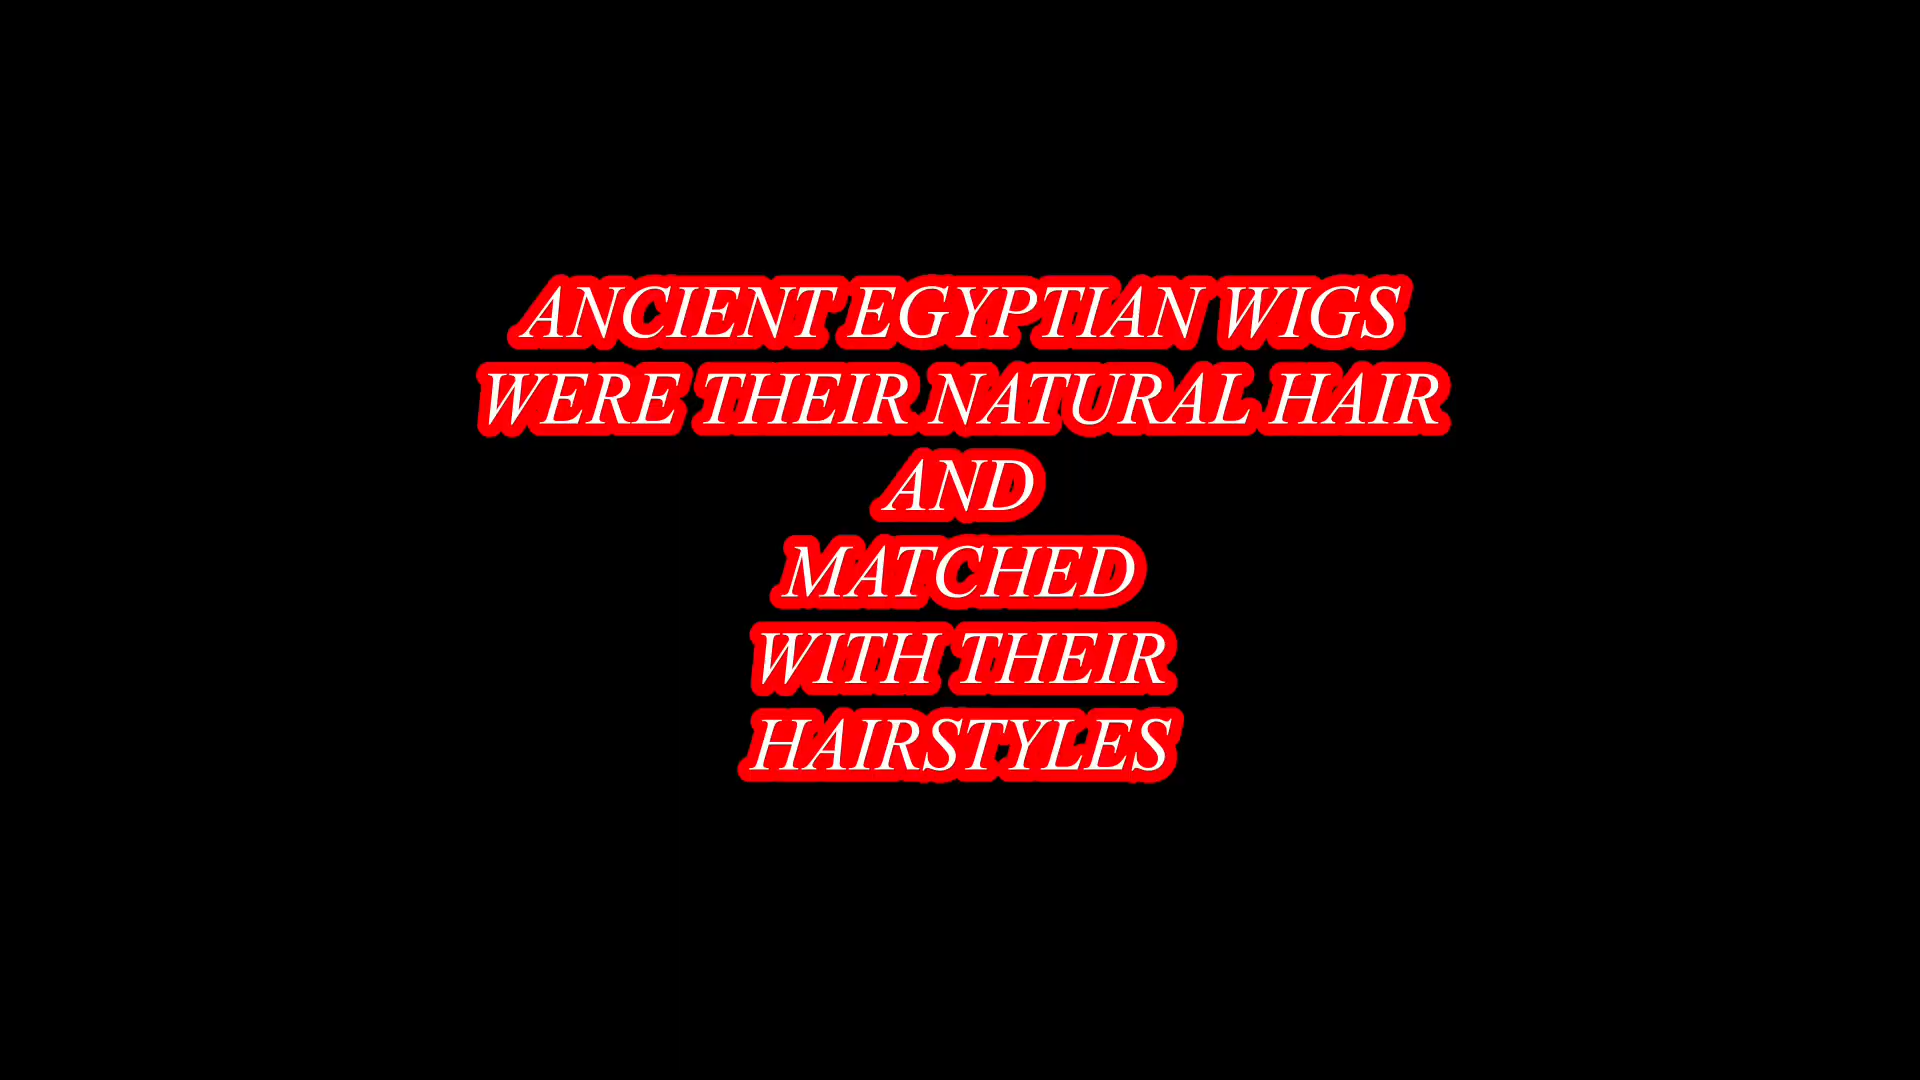 ANCIENT EGYPTIAN WIGS
WERE THEIR NATURAL HAIR
AND
MATCHED
WITH THEIR
HAIRSTYLES